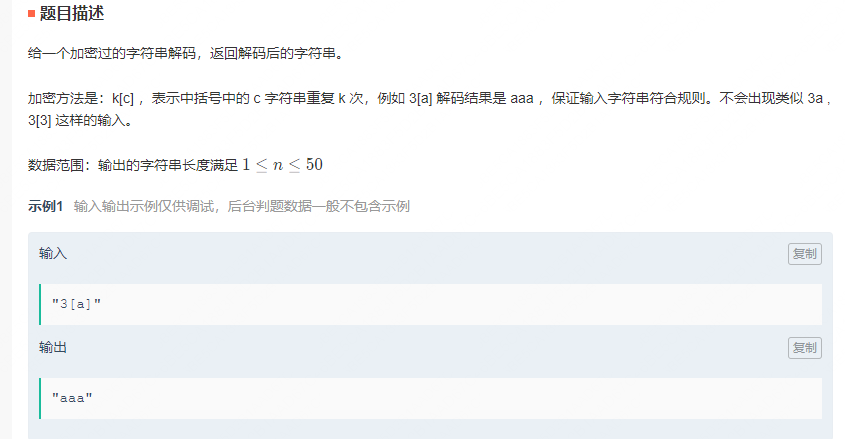 题目描述
给一个加密过的字符串解码，返回解码后的字符串。
加密方法是：k[c] ，表示中括号中的 c 字符串重复 k 次，例如 3[a] 解码结果是 aaa ，保证输入字符串符合规则。不会出现类似 3a ,
3[3] 这样的输入。
数据范围：输出的字符串长度满足 1 ≤ n ≤ 50
示例1 输入输出示例仅供调试，后台判题数据一般不包含示例
输入 复制
"3[a]"
输出 复制
"aaa"